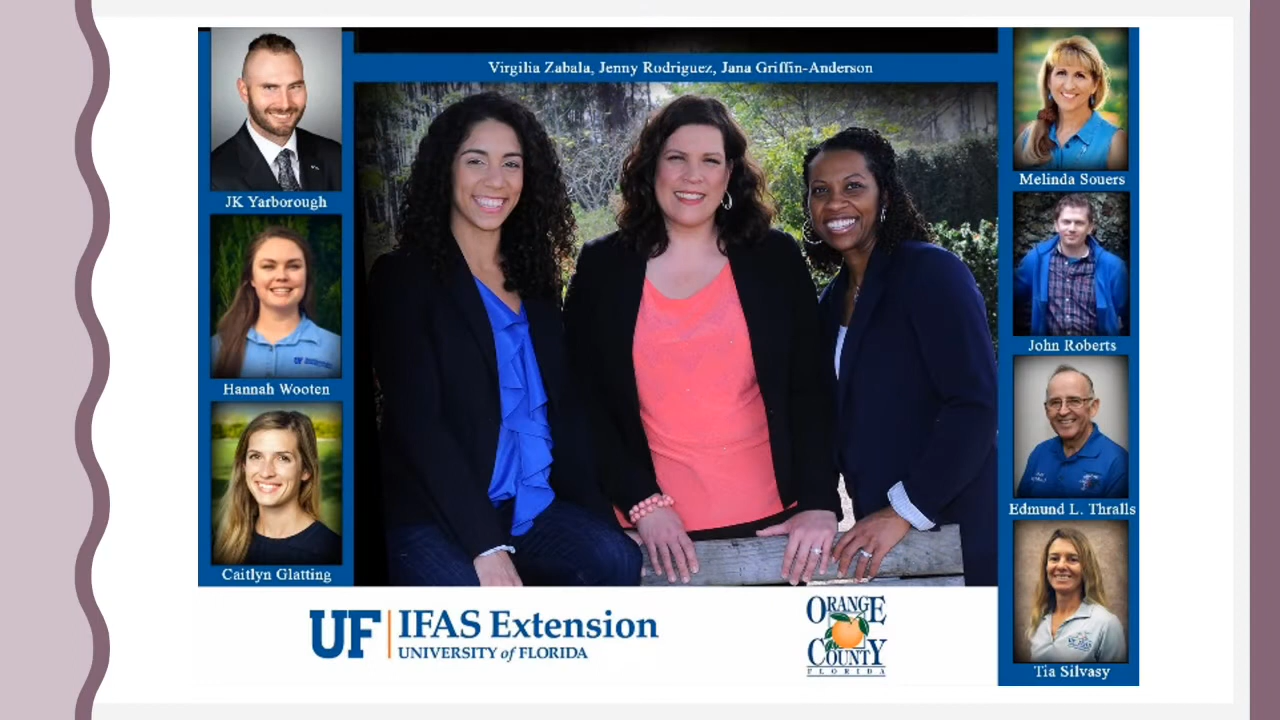 Virgilia Zabala, Jenny Rodriguez, Jana Griffin-Anderson
JK Yarborough
Hannah Wooten
Caitlyn Glatting
Melinda Souers
John Roberts
Edmund L. Thralls
Tia Silvasy
UF IFAS Extension
UNIVERSITY of FLORIDA
ORANGE
COUNTY
FLORIDA